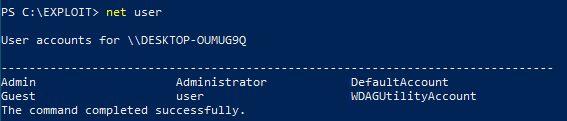 PS C:\EXPLOIT> net user
User accounts for \\DESKTOP-OUMUG9Q
-------------------------------------------------------------------------------
Admin                    Administrator            DefaultAccount
Guest                    user                     WDAGUtilityAccount
The command completed successfully.